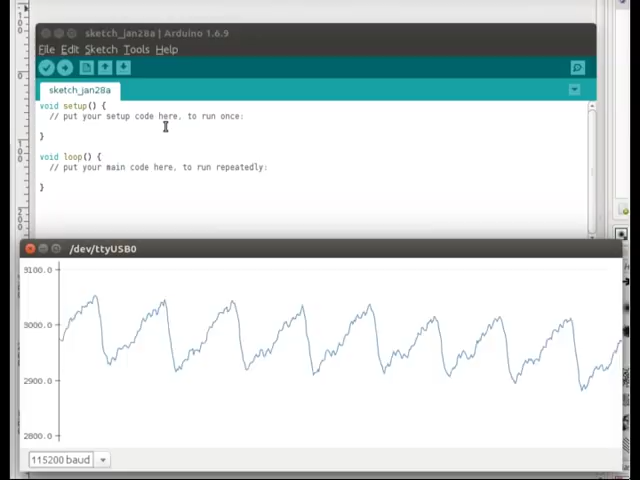 sketch_jan28a | Arduino 1.6.9
File Edit Sketch Tools Help
sketch_jan28a
void setup() {
// put your setup code here, to run once:
}
void loop() {
// put your main code here, to run repeatedly:
}
/dev/ttyUSB0
3100.0
3000.0
2900.0
2800.0
115200 baud